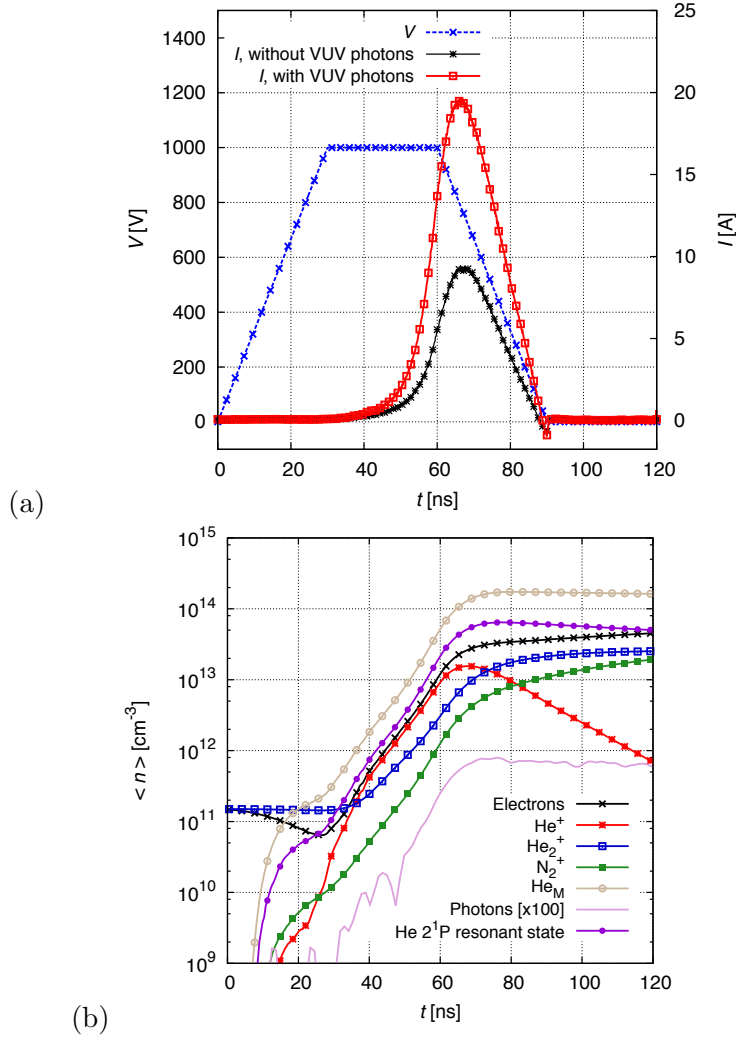 25
1400
V
I, without VUV photons
I, with VUV photons
1200
20
1000
15
800
V [V]
I [A]
600
10
400
5
200
0
0
0 20 40 60 80 100 120
t [ns]
(a)
10^15
10^14
10^13
< n > [cm^-3]
10^12
10^11
10^10
10^9
Electrons
He^+
He_2^+
N_2^+
He_M
Photons [x100]
He 2^1P resonant state
0 20 40 60 80 100 120
t [ns]
(b)